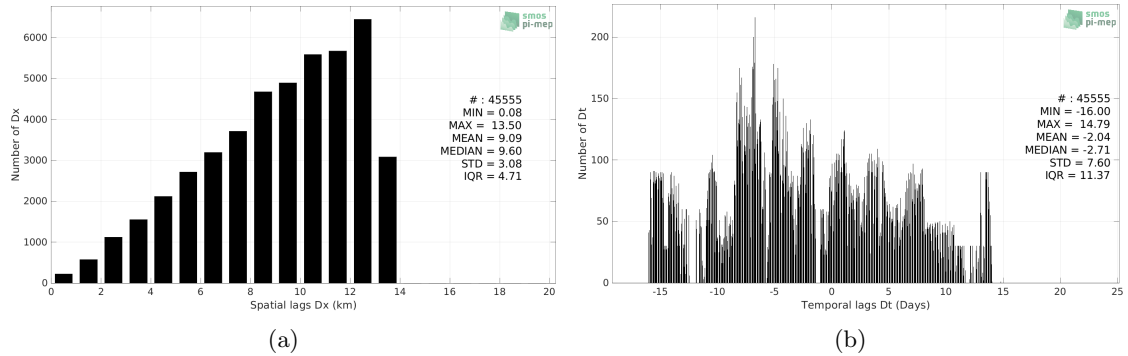 smos
pi-mep
6000
5000
4000
3000
2000
1000
0
Number of Dx
# : 45555
MIN = 0.08
MAX = 13.50
MEAN = 9.09
MEDIAN = 9.60
STD = 3.08
IQR = 4.71
0 2 4 6 8 10 12 14 16 18 20
Spatial lags Dx (km)
(a)
smos
pi-mep
200
150
100
50
0
Number of Dt
# : 45555
MIN = -16.00
MAX = 14.79
MEAN = -2.04
MEDIAN = -2.71
STD = 7.60
IQR = 11.37
-15 -10 -5 0 5 10 15 20 25
Temporal lags Dt (Days)
(b)